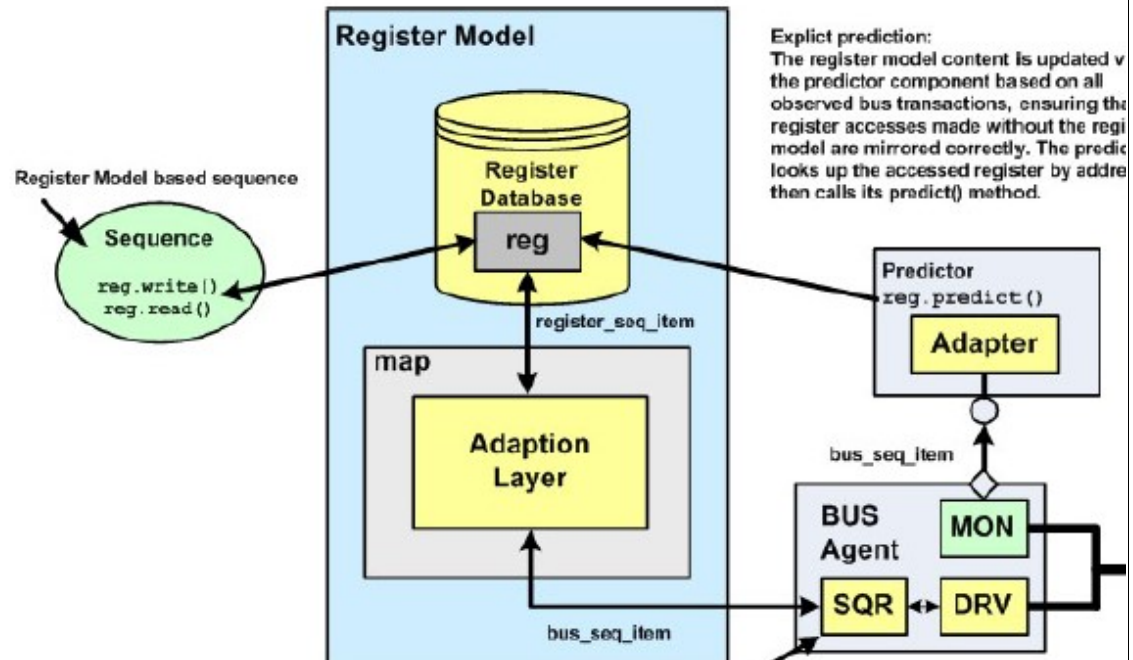 Register Model
Explict prediction:
The register model content is updated v
the predictor component based on all
observed bus transactions, ensuring tha
register accesses made without the regi
model are mirrored correctly. The predic
looks up the accessed register by addre
then calls its predict() method.
Register Model based sequence
Sequence
reg.write()
reg.read()
Register
Database
reg
Predictor
reg.predict()
Adapter
register_seq_item
map
Adaption
Layer
bus_seq_item
BUS
Agent
MON
SQR
DRV
bus_seq_item